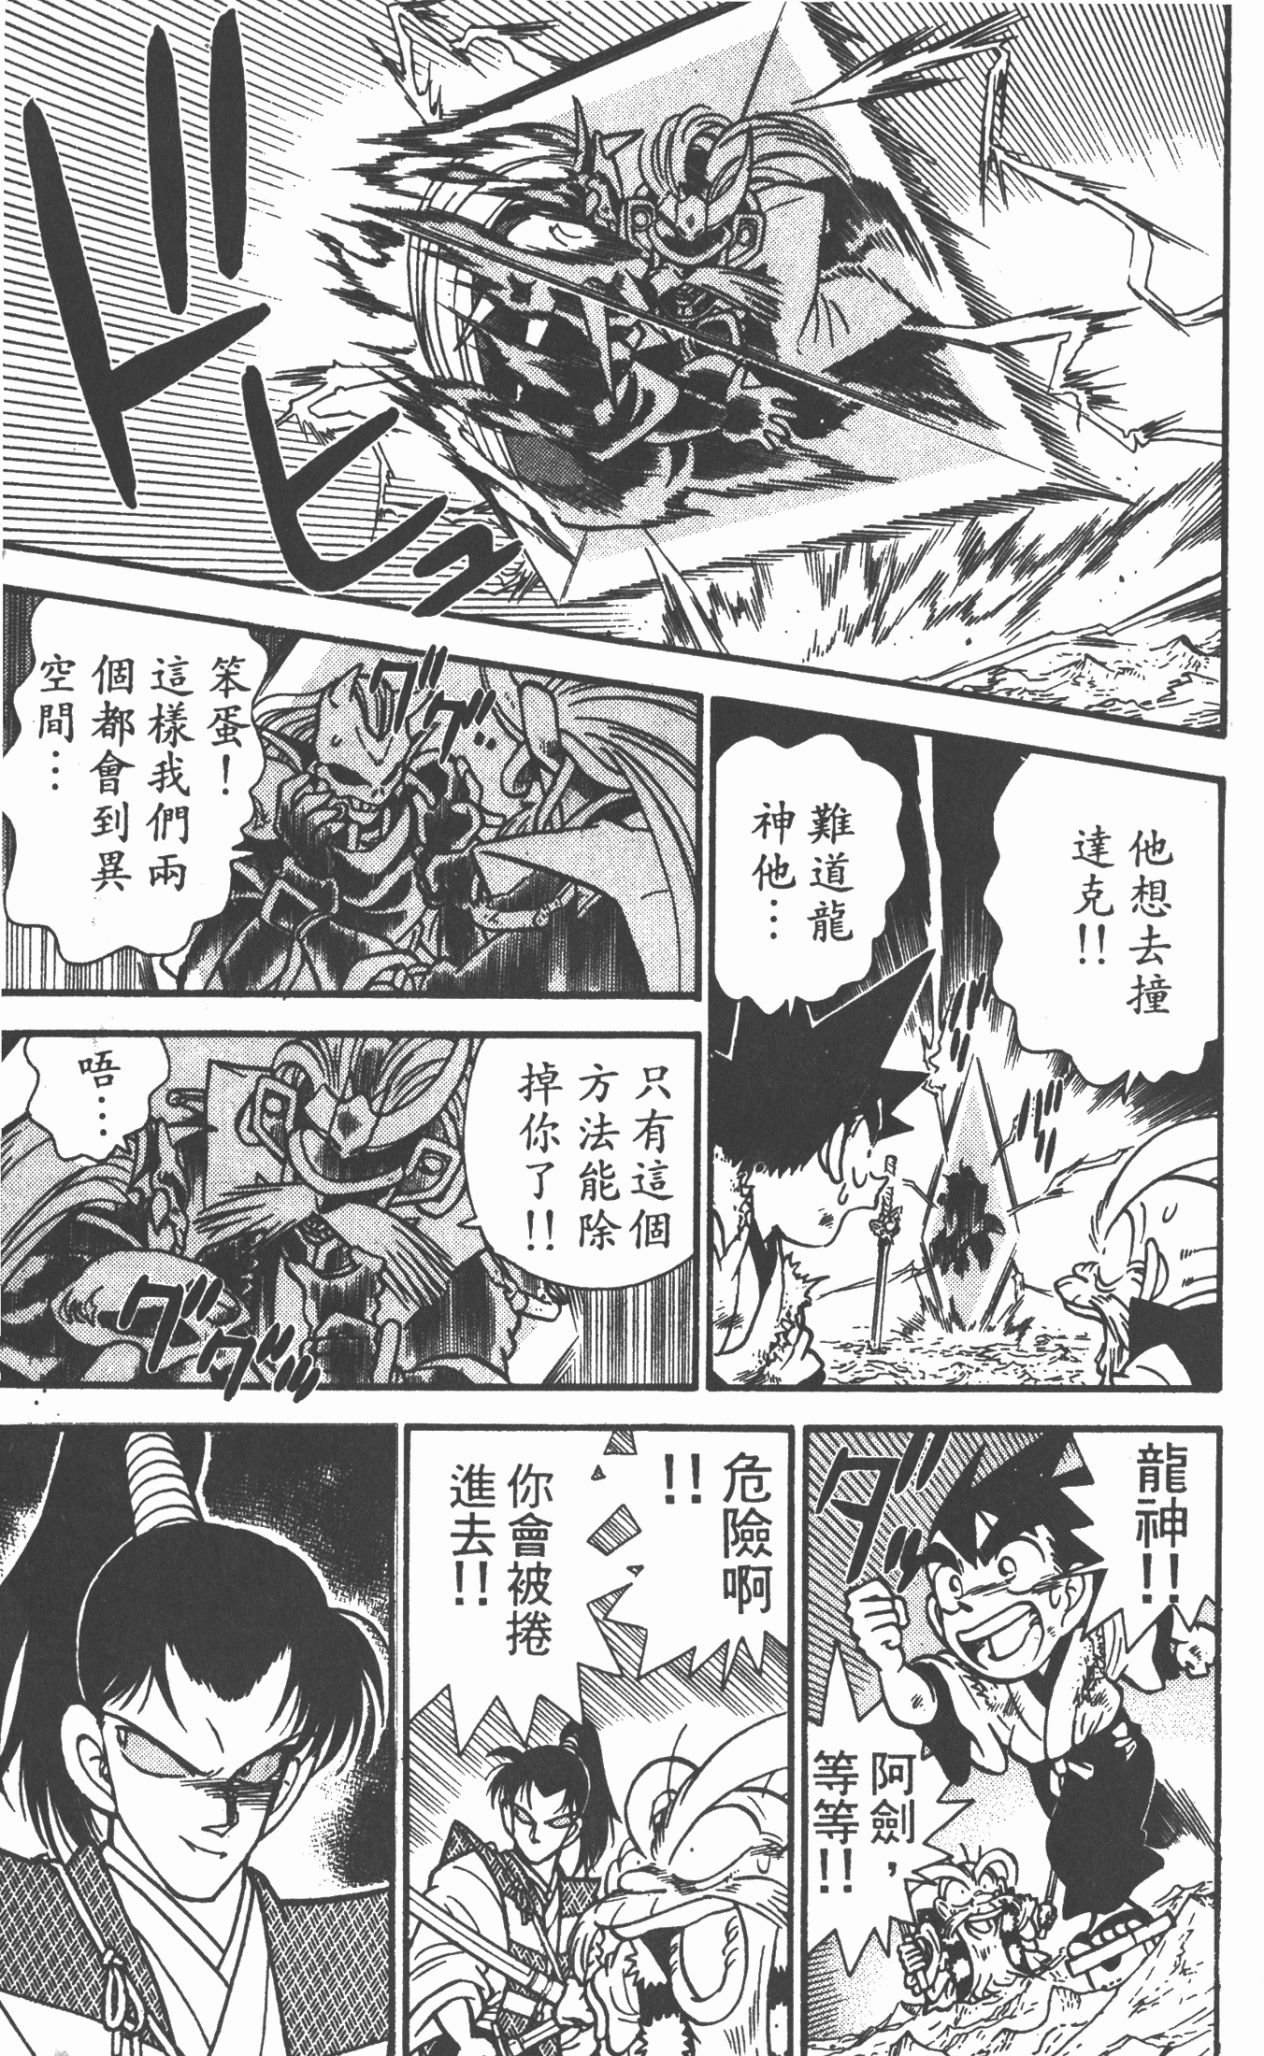 ドドドッ
他想去撞
達克!!
難道龍
神他…
笨蛋！
這樣我們兩
個都會到異
空間…
ググ…
只有這個
方法能除
掉你了!!
唔…
ググッ
龍神!!
ダッ
阿劍，
等等!!
危險啊
!!
你會被捲
進去!!